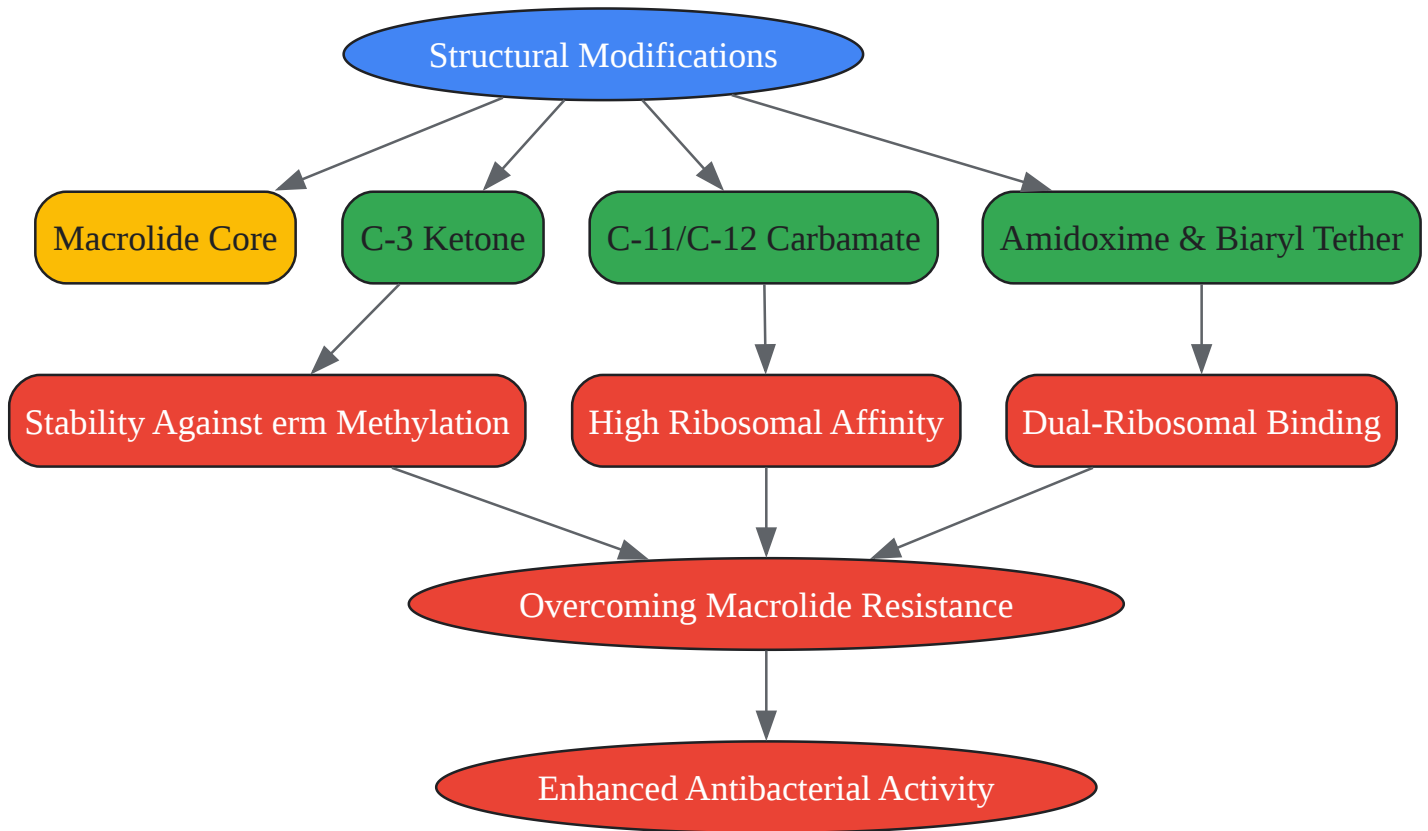 Structural Modifications
Macrolide Core
C-3 Ketone
C-11/C-12 Carbamate
Amidoxime & Biaryl Tether
Stability Against erm Methylation
High Ribosomal Affinity
Dual-Ribosomal Binding
Overcoming Macrolide Resistance
Enhanced Antibacterial Activity